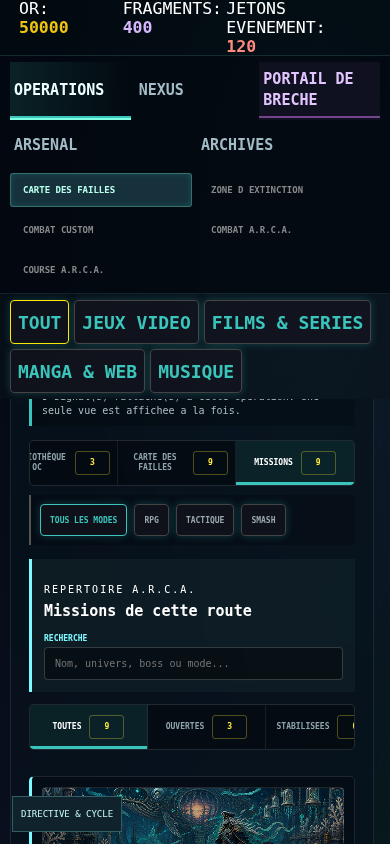 OR: FRAGMENTS: JETONS
50000 400 EVENEMENT:
120
OPERATIONS NEXUS PORTAIL DE
BRECHE
ARSENAL ARCHIVES
CARTE DES FAILLES ZONE D EXTINCTION
COMBAT CUSTOM COMBAT A.R.C.A.
COURSE A.R.C.A.
TOUT JEUX VIDEO FILMS & SERIES
MANGA & WEB MUSIQUE
seule vue est affichee a la fois.
IOTHÈQUE OC 3 CARTE DES FAILLES 9 MISSIONS 9
TOUS LES MODES RPG TACTIQUE SMASH
REPERTOIRE A.R.C.A.
Missions de cette route
RECHERCHE
Nom, univers, boss ou mode...
TOUTES 9 OUVERTES 3 STABILISEES
DIRECTIVE & CYCLE